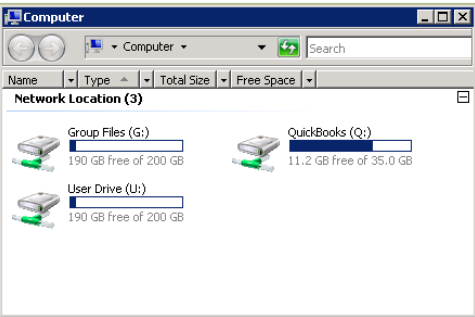 Computer
Computer
Search
Name Type Total Size Free Space
Network Location (3)
Group Files (G:)
190 GB free of 200 GB
QuickBooks (Q:)
11.2 GB free of 35.0 GB
User Drive (U:)
190 GB free of 200 GB